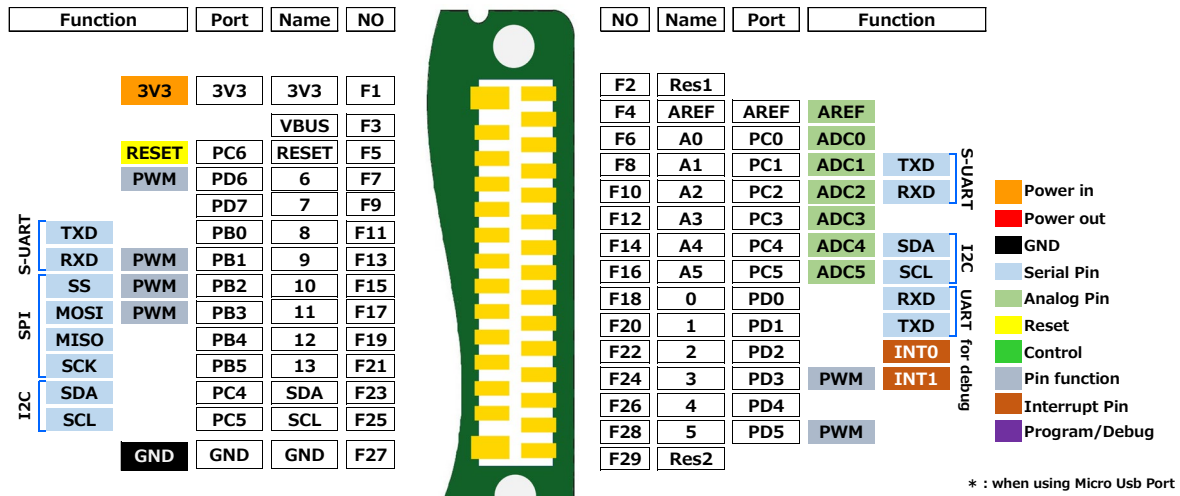 Function Port Name NO NO Name Port Function
F2 Res1
3V3 3V3 3V3 F1
F4 AREF AREF AREF
VBUS F3
F6 A0 PC0 ADC0
RESET PC6 RESET F5
F8 A1 PC1 ADC1 TXD
S-UART
PWM PD6 6 F7
F10 A2 PC2 ADC2 RXD
Power in
PD7 7 F9
F12 A3 PC3 ADC3
Power out
S-UART
TXD PB0 8 F11
F14 A4 PC4 ADC4 SDA
I2C
GND
RXD PWM PB1 9 F13
F16 A5 PC5 ADC5 SCL
Serial Pin
SS PWM PB2 10 F15
F18 0 PD0 RXD
UART for debug
Analog Pin
SPI
MOSI PWM PB3 11 F17
F20 1 PD1 TXD
Reset
MISO PB4 12 F19
F22 2 PD2 INT0
Control
SCK PB5 13 F21
F24 3 PD3 PWM INT1
Pin function
I2C
SDA PC4 SDA F23
F26 4 PD4
Interrupt Pin
SCL PC5 SCL F25
F28 5 PD5 PWM
Program/Debug
GND GND GND F27
F29 Res2
* : when using Micro Usb Port